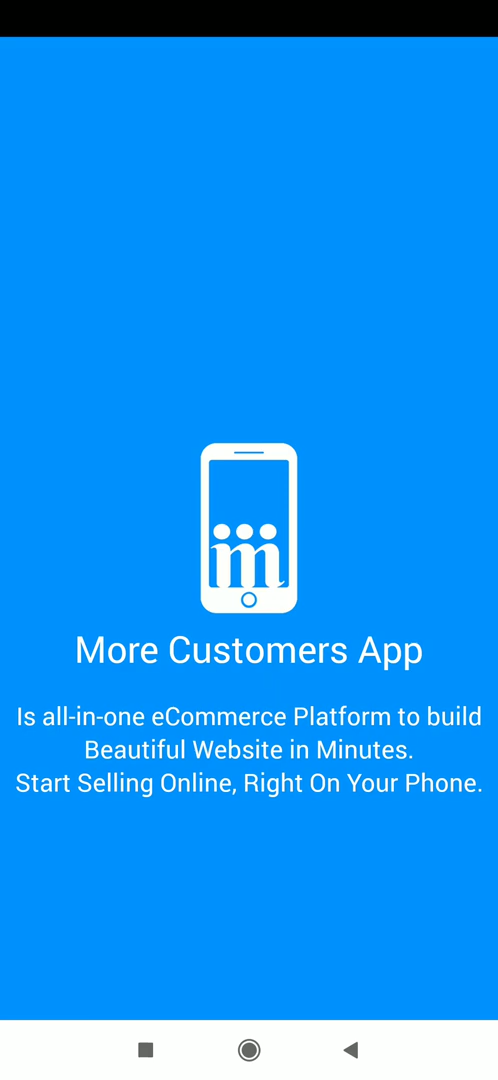 More Customers App
Is all-in-one eCommerce Platform to build
Beautiful Website in Minutes.
Start Selling Online, Right On Your Phone.